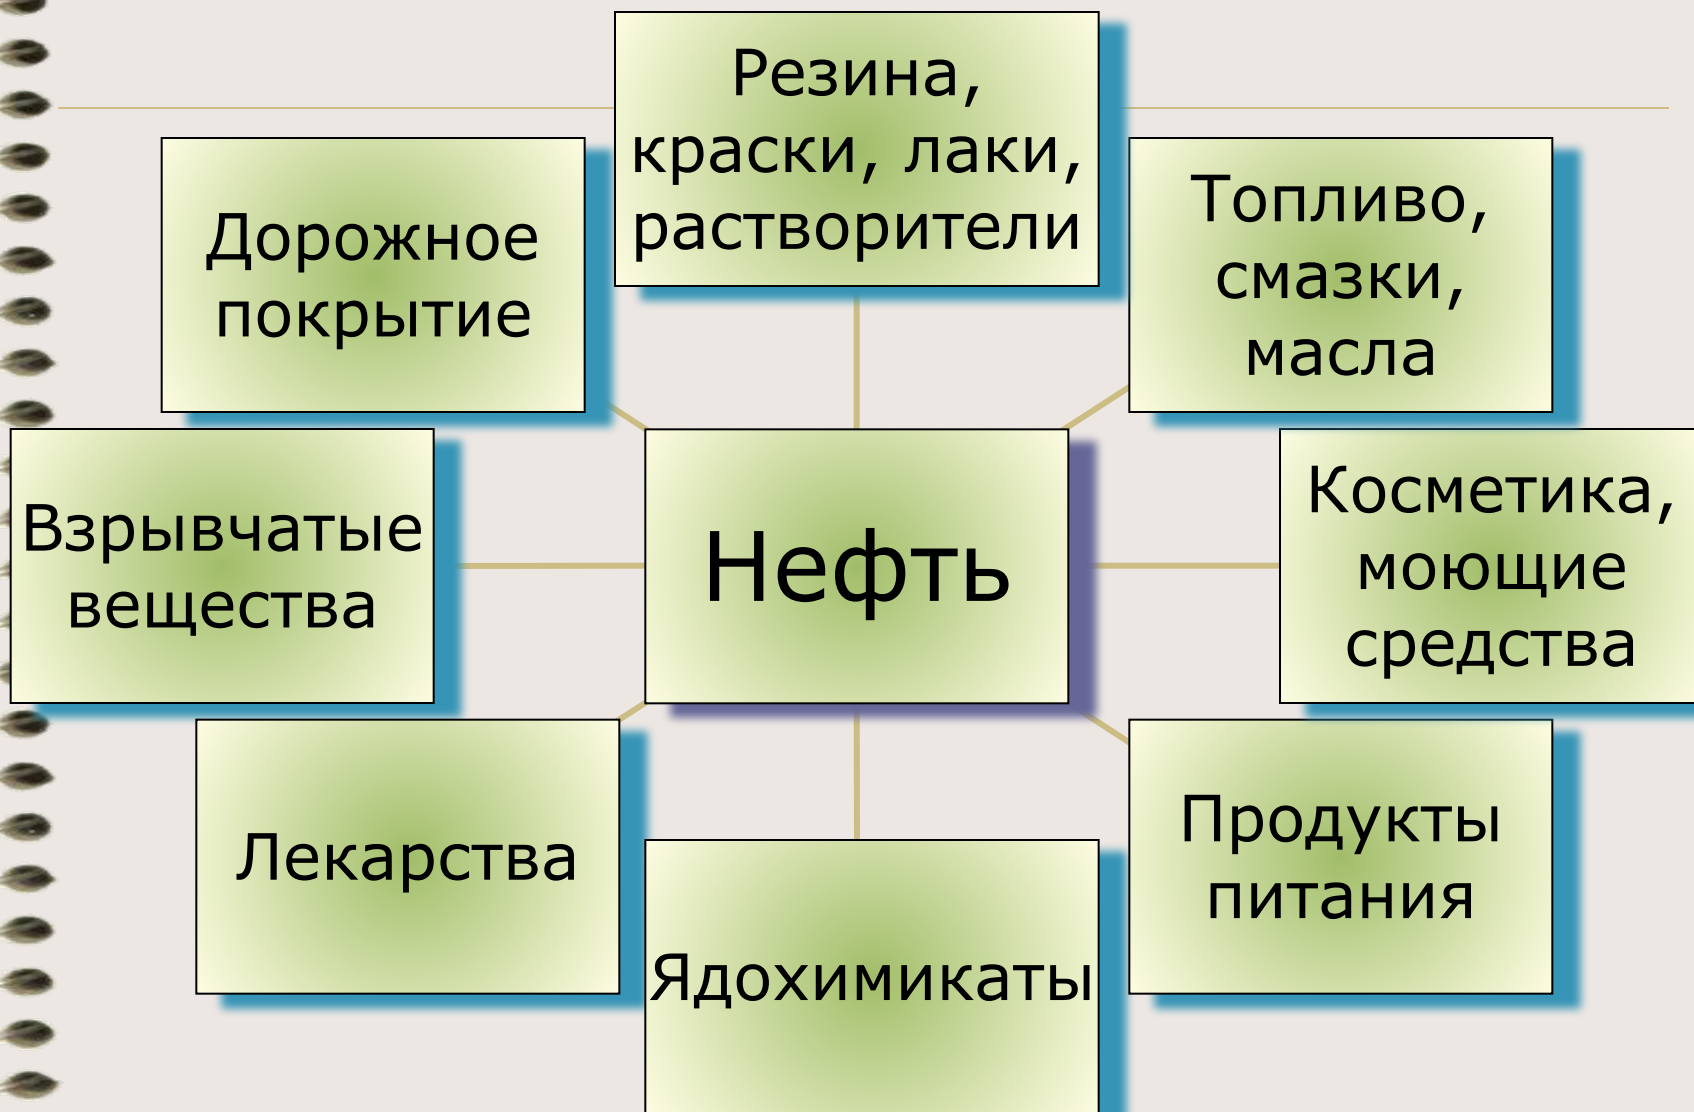 Резина,
краски, лаки,
растворители
Дорожное
покрытие
Топливо,
смазки,
масла
Взрывчатые
вещества
Нефть
Косметика,
моющие
средства
Лекарства
Продукты
питания
Ядохимикаты